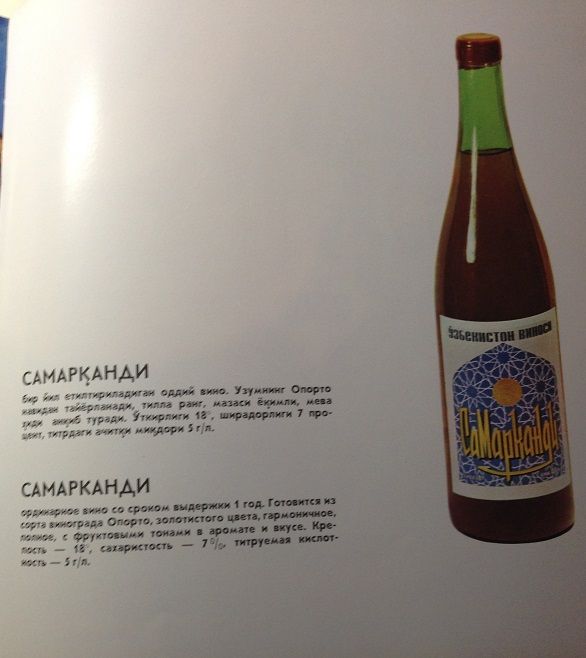 САМАРҚАНДИ
бир йил етилтириладиган оддий вино. Узумнинг Опорто
навидан тайёрланади, тилла ранг, мазаси ёқимли, мева
ҳиди анқиб туради. Ўткирлиги 18°, ширадорлиги 7 про-
цент, титрдаги ачитқи миқдори 5 г/л.
САМАРКАНДИ
ординарное вино со сроком выдержки 1 год. Готовится из
сорта винограда Опорто, золотистого цвета, гармоничное,
полное, с фруктовыми тонами в аромате и вкусе. Кре-
пость — 18°, сахаристость — 7%, титруемая кислот-
ность — 5 г/л.
ЎЗБЕКИСТОН ВИНОСИ
Самарқанди